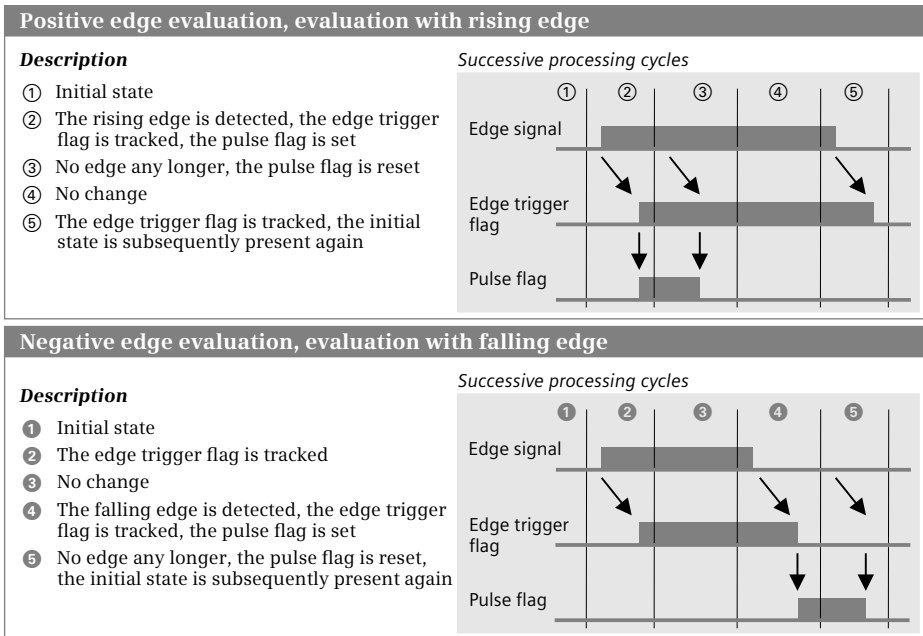 Positive edge evaluation, evaluation with rising edge
Description
① Initial state
② The rising edge is detected, the edge trigger
flag is tracked, the pulse flag is set
③ No edge any longer, the pulse flag is reset
④ No change
⑤ The edge trigger flag is tracked, the initial
state is subsequently present again
Successive processing cycles
① ② ③ ④ ⑤
Edge signal
Edge trigger
flag
Pulse flag
Negative edge evaluation, evaluation with falling edge
Description
❶ Initial state
❷ The edge trigger flag is tracked
❸ No change
❹ The falling edge is detected, the edge trigger
flag is tracked, the pulse flag is set
❺ No edge any longer, the pulse flag is reset,
the initial state is subsequently present again
Successive processing cycles
❶ ❷ ❸ ❹ ❺
Edge signal
Edge trigger
flag
Pulse flag